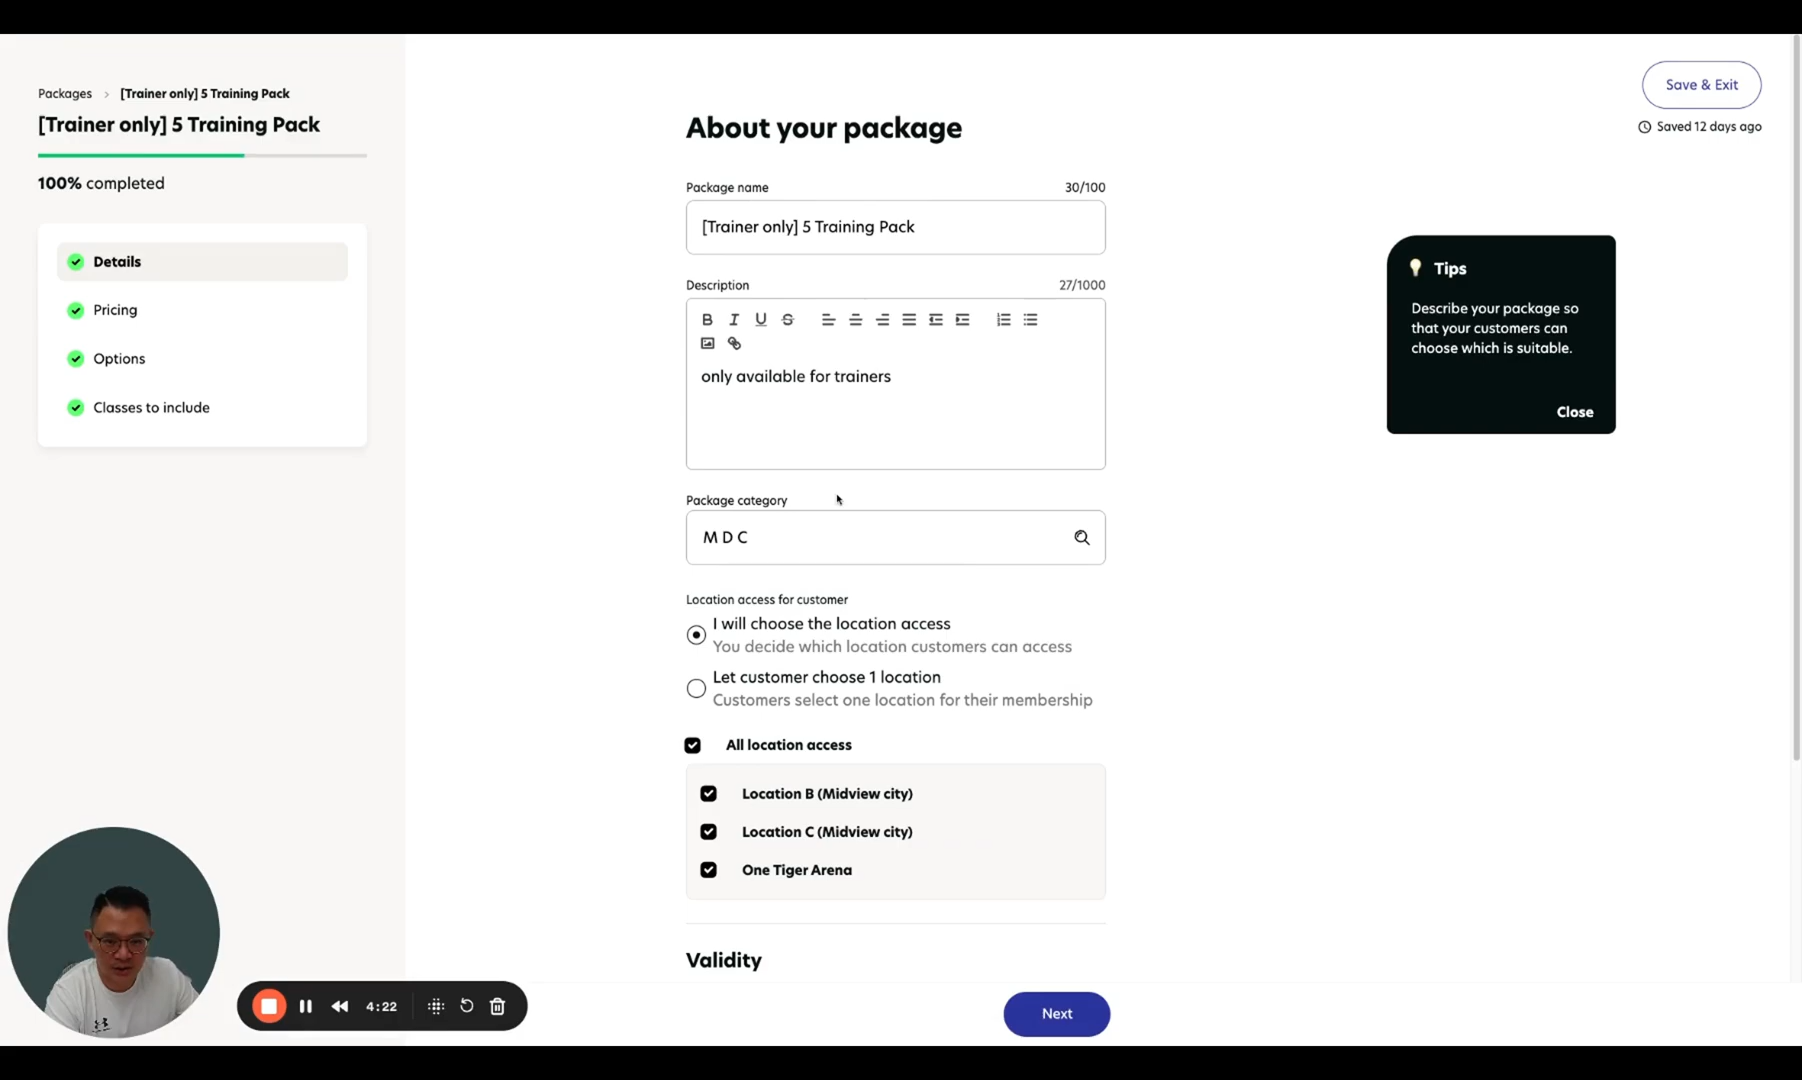 Packages > [Trainer only] 5 Training Pack
[Trainer only] 5 Training Pack
100% completed
Details
Pricing
Options
Classes to include
Save & Exit
Saved 12 days ago
About your package
Package name 30/100
[Trainer only] 5 Training Pack
Description 27/1000
B I U S
only available for trainers
Package category
M D C
Location access for customer
I will choose the location access
You decide which location customers can access
Let customer choose 1 location
Customers select one location for their membership
All location access
Location B (Midview city)
Location C (Midview city)
One Tiger Arena
Validity
Next
Tips
Describe your package so
that your customers can
choose which is suitable.
Close
4:22